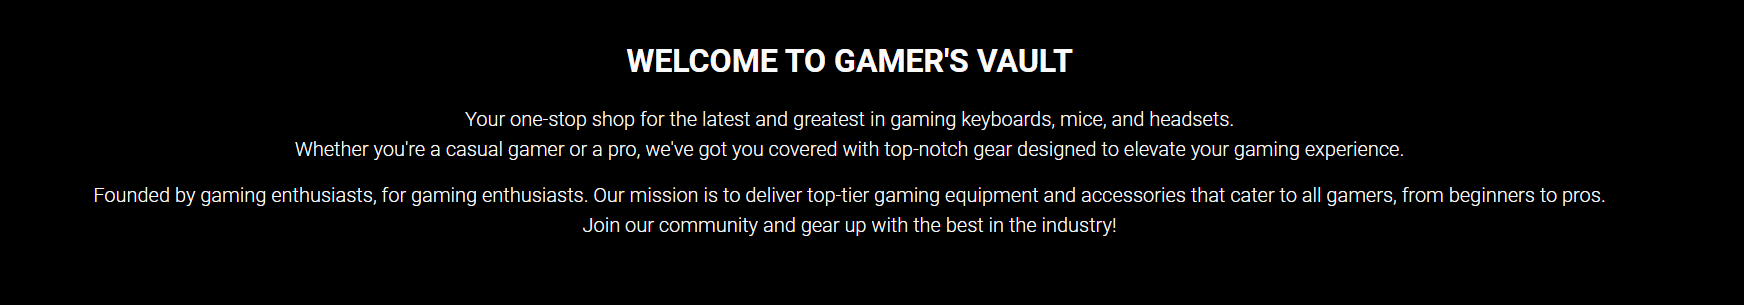 WELCOME TO GAMER'S VAULT
Your one-stop shop for the latest and greatest in gaming keyboards, mice, and headsets.
Whether you're a casual gamer or a pro, we've got you covered with top-notch gear designed to elevate your gaming experience.
Founded by gaming enthusiasts, for gaming enthusiasts. Our mission is to deliver top-tier gaming equipment and accessories that cater to all gamers, from beginners to pros.
Join our community and gear up with the best in the industry!